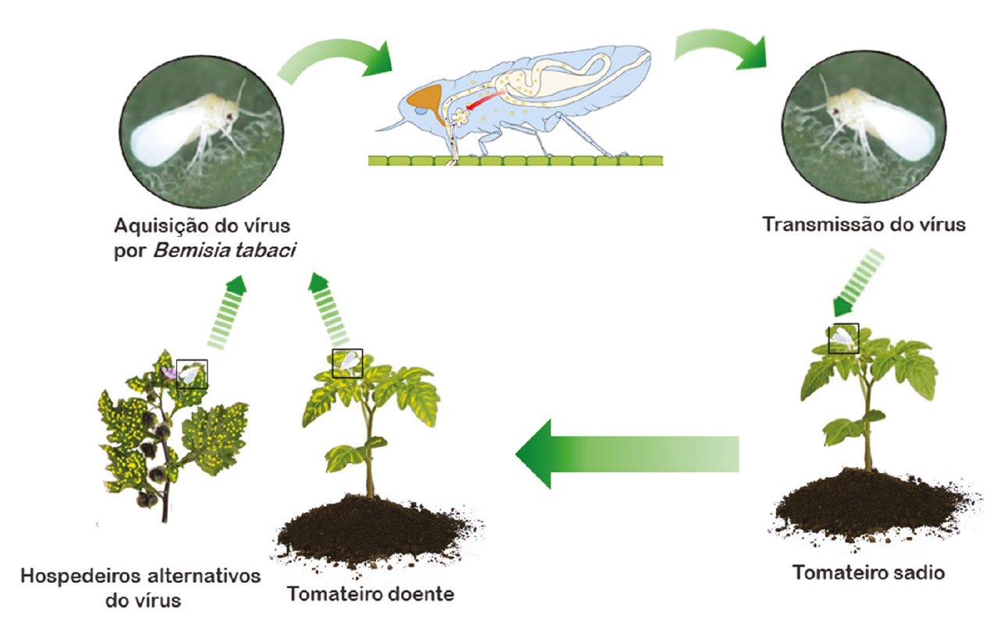 Aquisição do vírus
por Bemisia tabaci
Transmissão do vírus
Hospedeiros alternativos
do vírus
Tomateiro doente
Tomateiro sadio